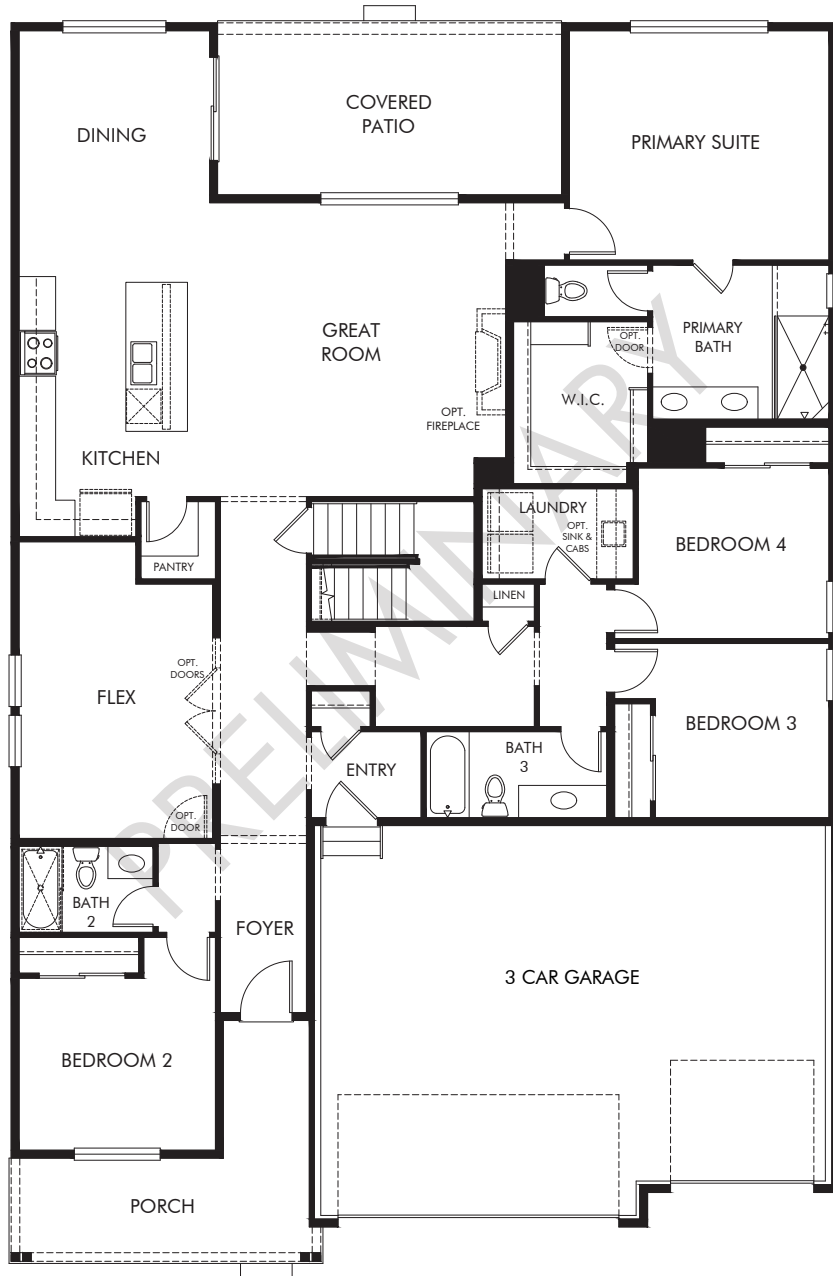 COVERED
PATIO
DINING
PRIMARY SUITE
GREAT
ROOM
PRIMARY
BATH
OPT.
DOOR
W.I.C.
OPT.
FIREPLACE
KITCHEN
LAUNDRY
OPT.
SINK &
CABS
BEDROOM 4
PANTRY
LINEN
OPT.
DOORS
FLEX
BEDROOM 3
BATH
3
ENTRY
OPT.
DOOR
BATH
2
FOYER
3 CAR GARAGE
BEDROOM 2
PORCH
PRELIMINARY